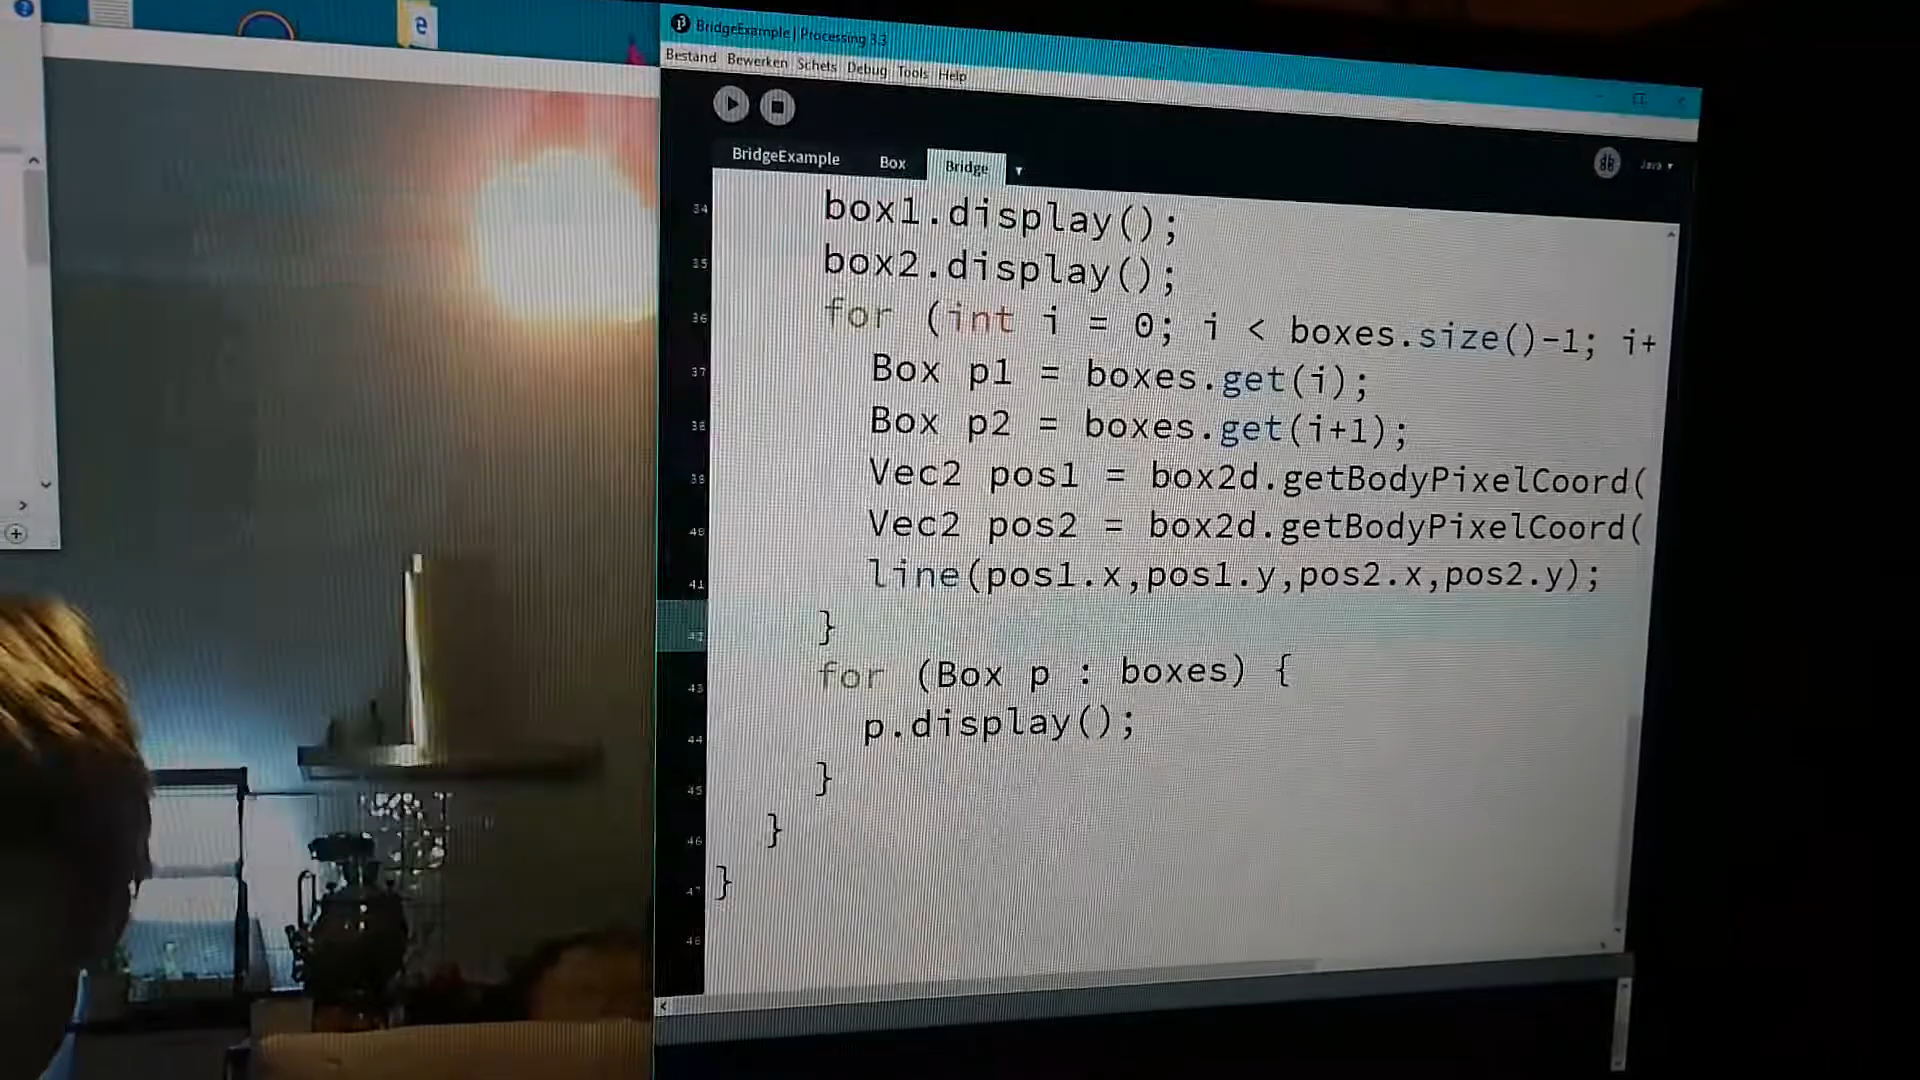 BridgeExample | Processing 3.3
Bestand Bewerken Schets Debug Tools Help
BridgeExample Box Bridge
Java
34 box1.display();
35 box2.display();
36 for (int i = 0; i < boxes.size()-1; i+
37 Box p1 = boxes.get(i);
38 Box p2 = boxes.get(i+1);
39 Vec2 pos1 = box2d.getBodyPixelCoord(
40 Vec2 pos2 = box2d.getBodyPixelCoord(
41 line(pos1.x,pos1.y,pos2.x,pos2.y);
42 }
43 for (Box p : boxes) {
44 p.display();
45 }
46 }
47 }
48